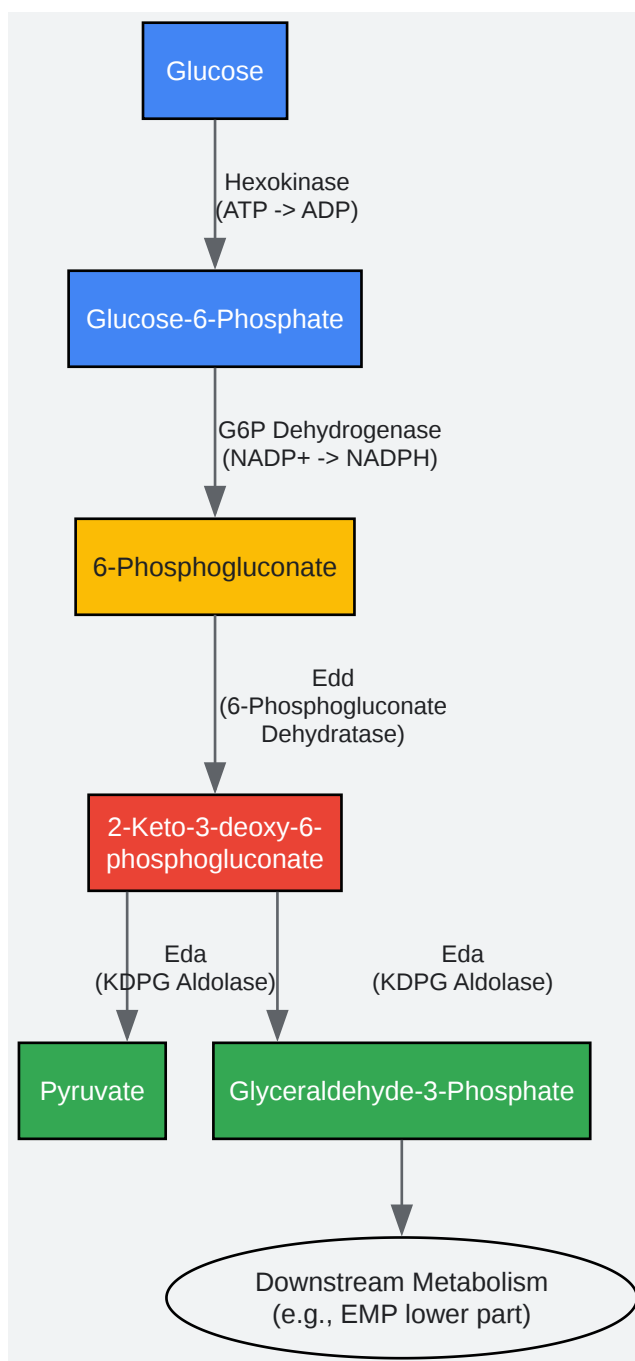 Glucose
Hexokinase
(ATP -> ADP)
Glucose-6-Phosphate
G6P Dehydrogenase
(NADP+ -> NADPH)
6-Phosphogluconate
Edd
(6-Phosphogluconate
Dehydratase)
2-Keto-3-deoxy-6-
phosphogluconate
Eda
(KDPG Aldolase)
Eda
(KDPG Aldolase)
Pyruvate
Glyceraldehyde-3-Phosphate
Downstream Metabolism
(e.g., EMP lower part)